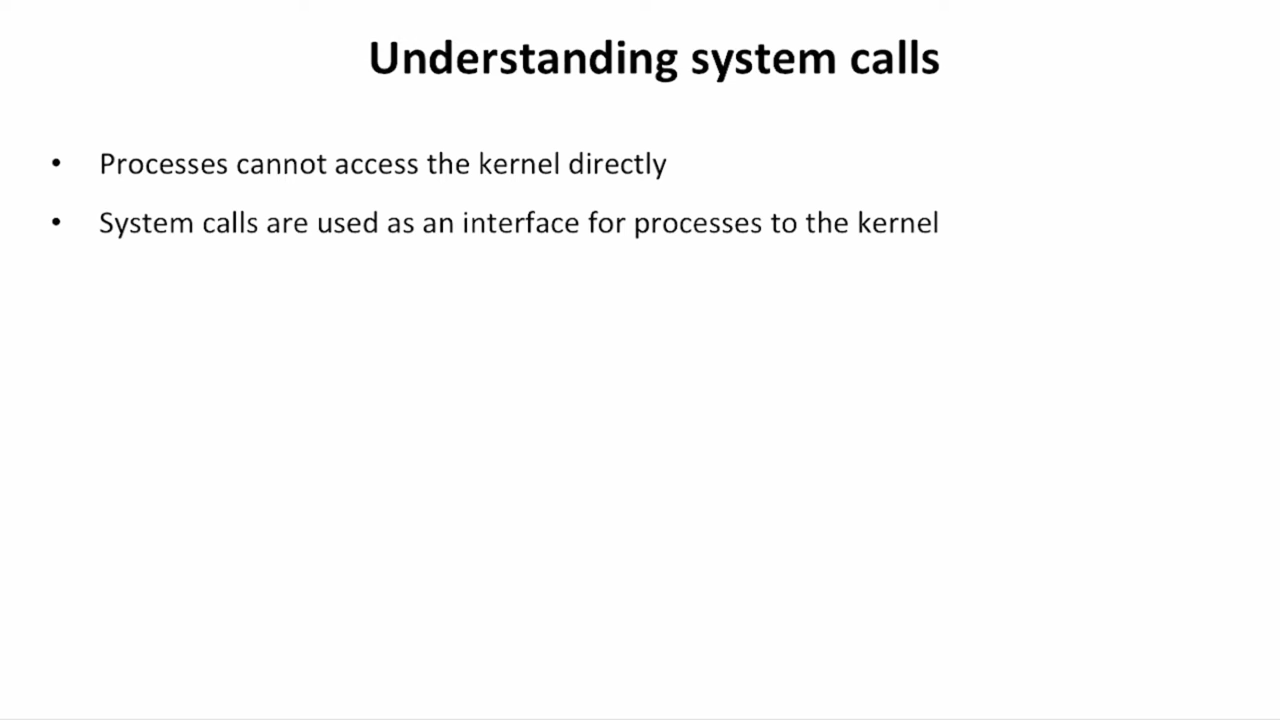 Understanding system calls
• Processes cannot access the kernel directly
• System calls are used as an interface for processes to the kernel